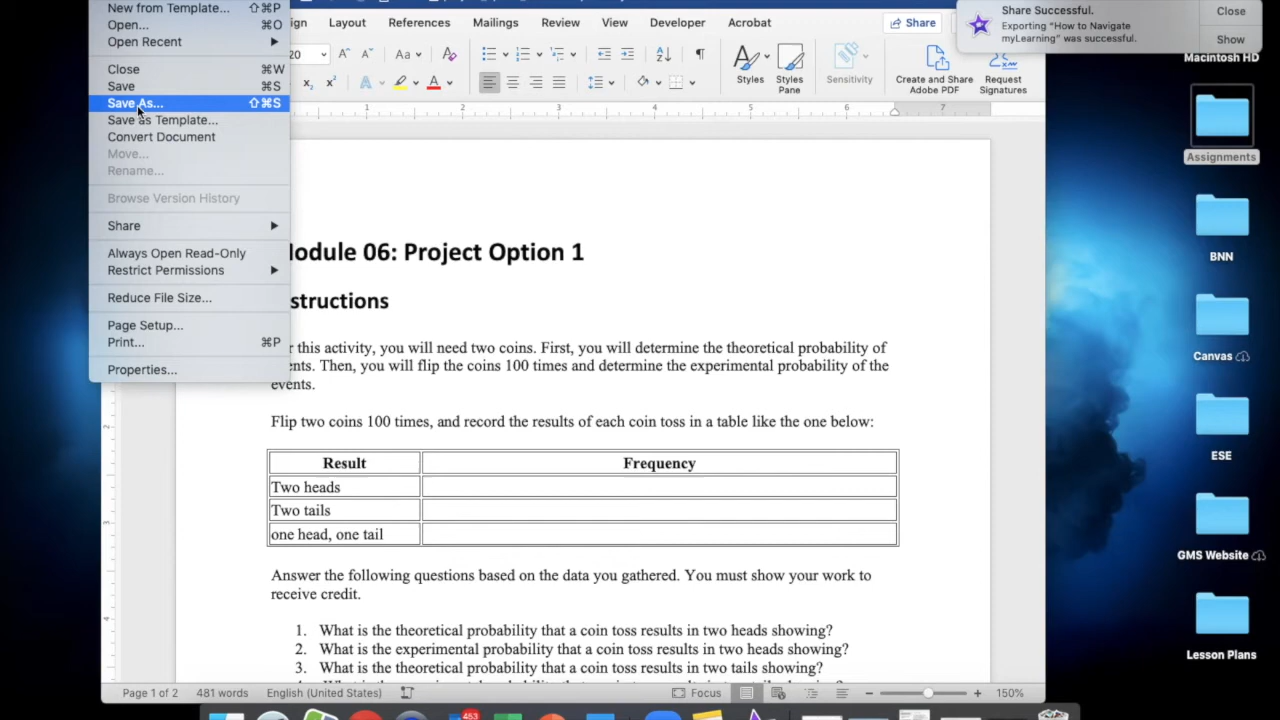 New from Template... ⇧⌘P
Open... ⌘O
Open Recent ▶
Close ⌘W
Save ⌘S
Save As... ⇧⌘S
Save as Template...
Convert Document
Move...
Rename...
Browse Version History
Share ▶
Always Open Read-Only
Restrict Permissions ▶
Reduce File Size...
Page Setup...
Print... ⌘P
Properties...
ign Layout References Mailings Review View Developer Acrobat Share
20 Aa
Styles
Styles Pane
Sensitivity
Create and Share Adobe PDF
Request Signatures
1 2 3 4 5 6 7
Share Successful.
Exporting “How to Navigate
myLearning” was successful.
Close
Show
Macintosh HD
Assignments
BNN
Canvas
ESE
GMS Website
Lesson Plans
odule 06: Project Option 1
structions
r this activity, you will need two coins. First, you will determine the theoretical probability of
ents. Then, you will flip the coins 100 times and determine the experimental probability of the
events.
Flip two coins 100 times, and record the results of each coin toss in a table like the one below:
Result Frequency
Two heads
Two tails
one head, one tail
Answer the following questions based on the data you gathered. You must show your work to
receive credit.
1. What is the theoretical probability that a coin toss results in two heads showing?
2. What is the experimental probability that a coin toss results in two heads showing?
3. What is the theoretical probability that a coin toss results in two tails showing?
Page 1 of 2 481 words English (United States) Focus 150%
453